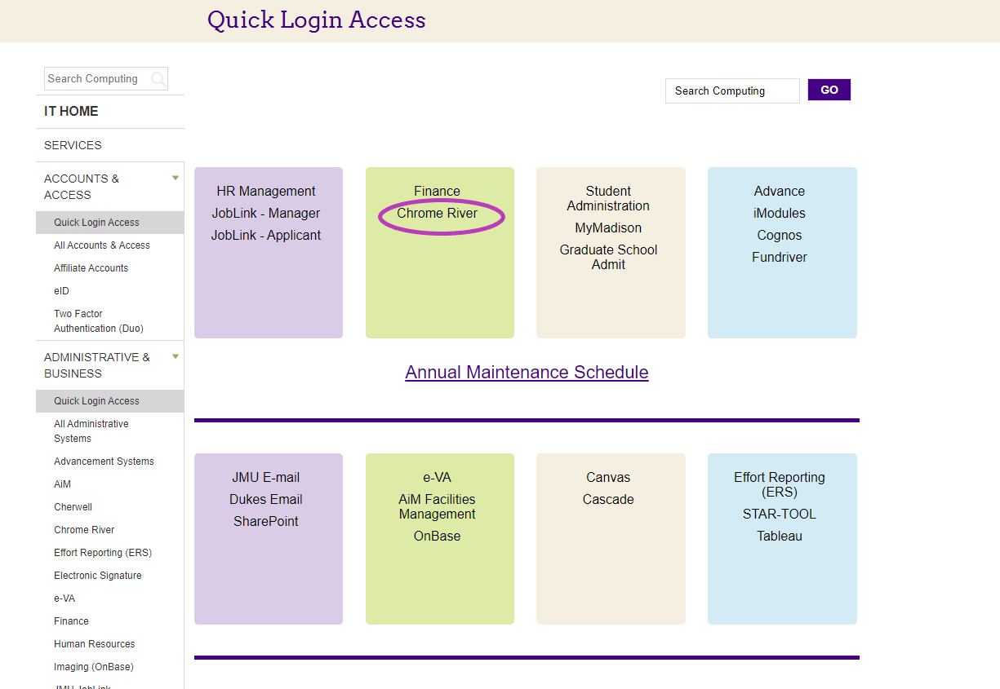 Quick Login Access
Search Computing
IT HOME
SERVICES
ACCOUNTS &
ACCESS
Quick Login Access
All Accounts & Access
Affiliate Accounts
eID
Two Factor
Authentication (Duo)
ADMINISTRATIVE &
BUSINESS
Quick Login Access
All Administrative
Systems
Advancement Systems
AiM
Cherwell
Chrome River
Effort Reporting (ERS)
Electronic Signature
e-VA
Finance
Human Resources
Imaging (OnBase)
JMU JobLink
Search Computing
GO
HR Management
JobLink - Manager
JobLink - Applicant
Finance
Chrome River
Student
Administration
MyMadison
Graduate School
Admit
Advance
iModules
Cognos
Fundriver
Annual Maintenance Schedule
JMU E-mail
Dukes Email
SharePoint
e-VA
AiM Facilities
Management
OnBase
Canvas
Cascade
Effort Reporting
(ERS)
STAR-TOOL
Tableau